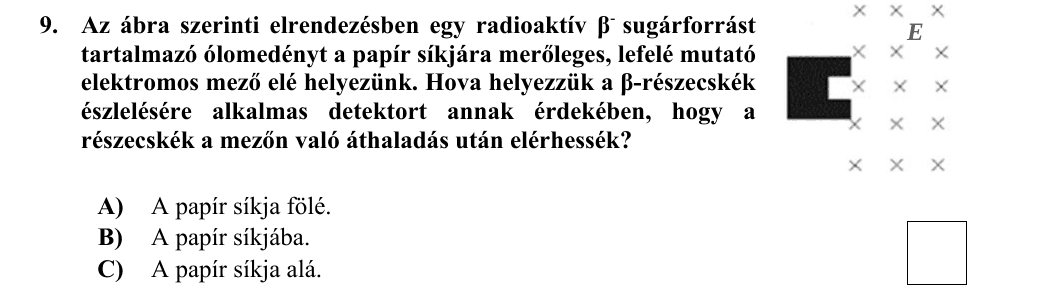 9. Az ábra szerinti elrendezésben egy radioaktív β⁻ sugárforrást
tartalmazó ólomedényt a papír síkjára merőleges, lefelé mutató
elektromos mező elé helyezünk. Hova helyezzük a β-részecskék
észlelésére alkalmas detektort annak érdekében, hogy a
részecskék a mezőn való áthaladás után elérhessék?
E
A) A papír síkja fölé.
B) A papír síkjába.
C) A papír síkja alá.